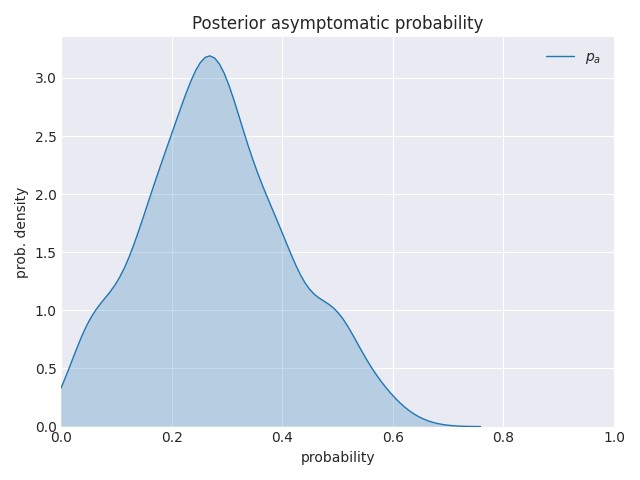 Posterior asymptomatic probability
pₐ
prob. density
3.0
2.5
2.0
1.5
1.0
0.5
0.0
0.0 0.2 0.4 0.6 0.8 1.0
probability